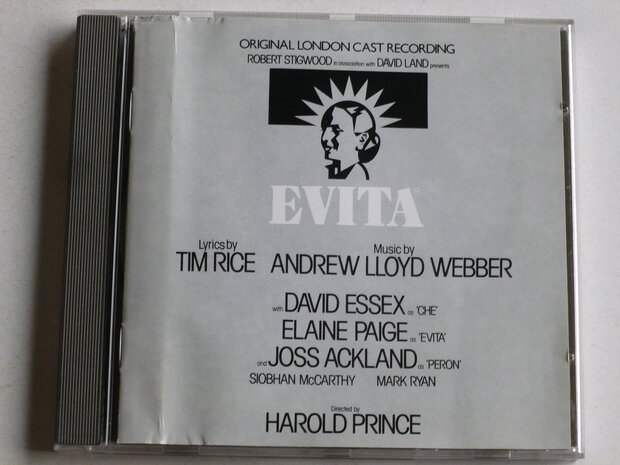 ORIGINAL LONDON CAST RECORDING
ROBERT STIGWOOD in association with DAVID LAND presents
EVITA
Lyrics by Music by
TIM RICE ANDREW LLOYD WEBBER
with DAVID ESSEX as 'CHE'
ELAINE PAIGE as 'EVITA'
and JOSS ACKLAND as 'PERON'
SIOBHAN McCARTHY MARK RYAN
Directed by
HAROLD PRINCE